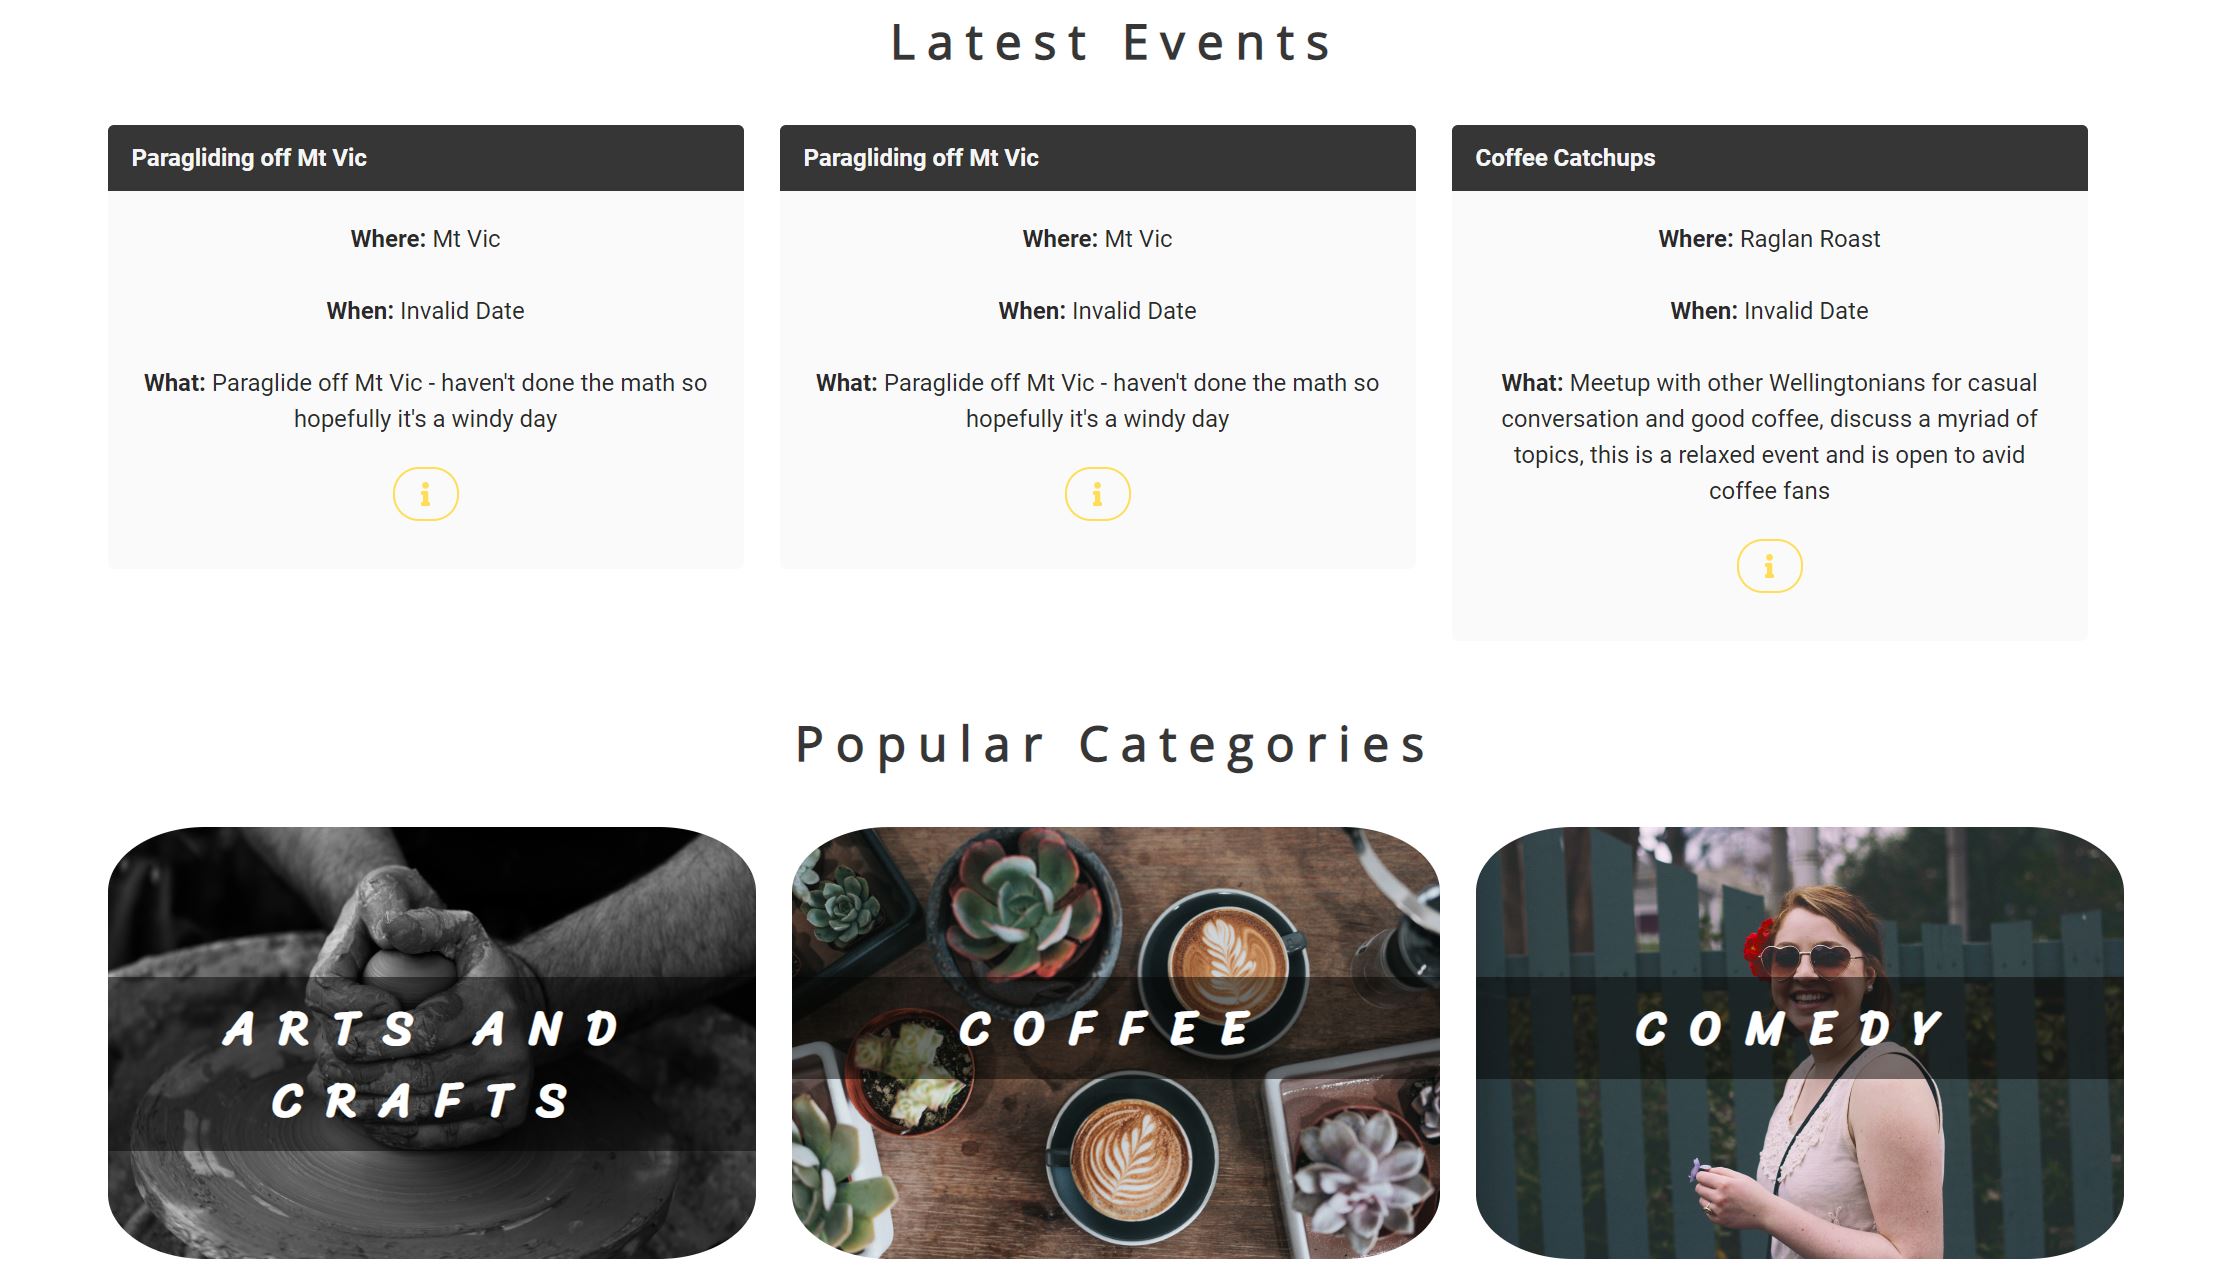 Latest Events
Paragliding off Mt Vic
Where: Mt Vic
When: Invalid Date
What: Paraglide off Mt Vic - haven't done the math so
hopefully it's a windy day
i
Paragliding off Mt Vic
Where: Mt Vic
When: Invalid Date
What: Paraglide off Mt Vic - haven't done the math so
hopefully it's a windy day
i
Coffee Catchups
Where: Raglan Roast
When: Invalid Date
What: Meetup with other Wellingtonians for casual
conversation and good coffee, discuss a myriad of
topics, this is a relaxed event and is open to avid
coffee fans
i
Popular Categories
ARTS AND
CRAFTS
COFFEE
COMEDY